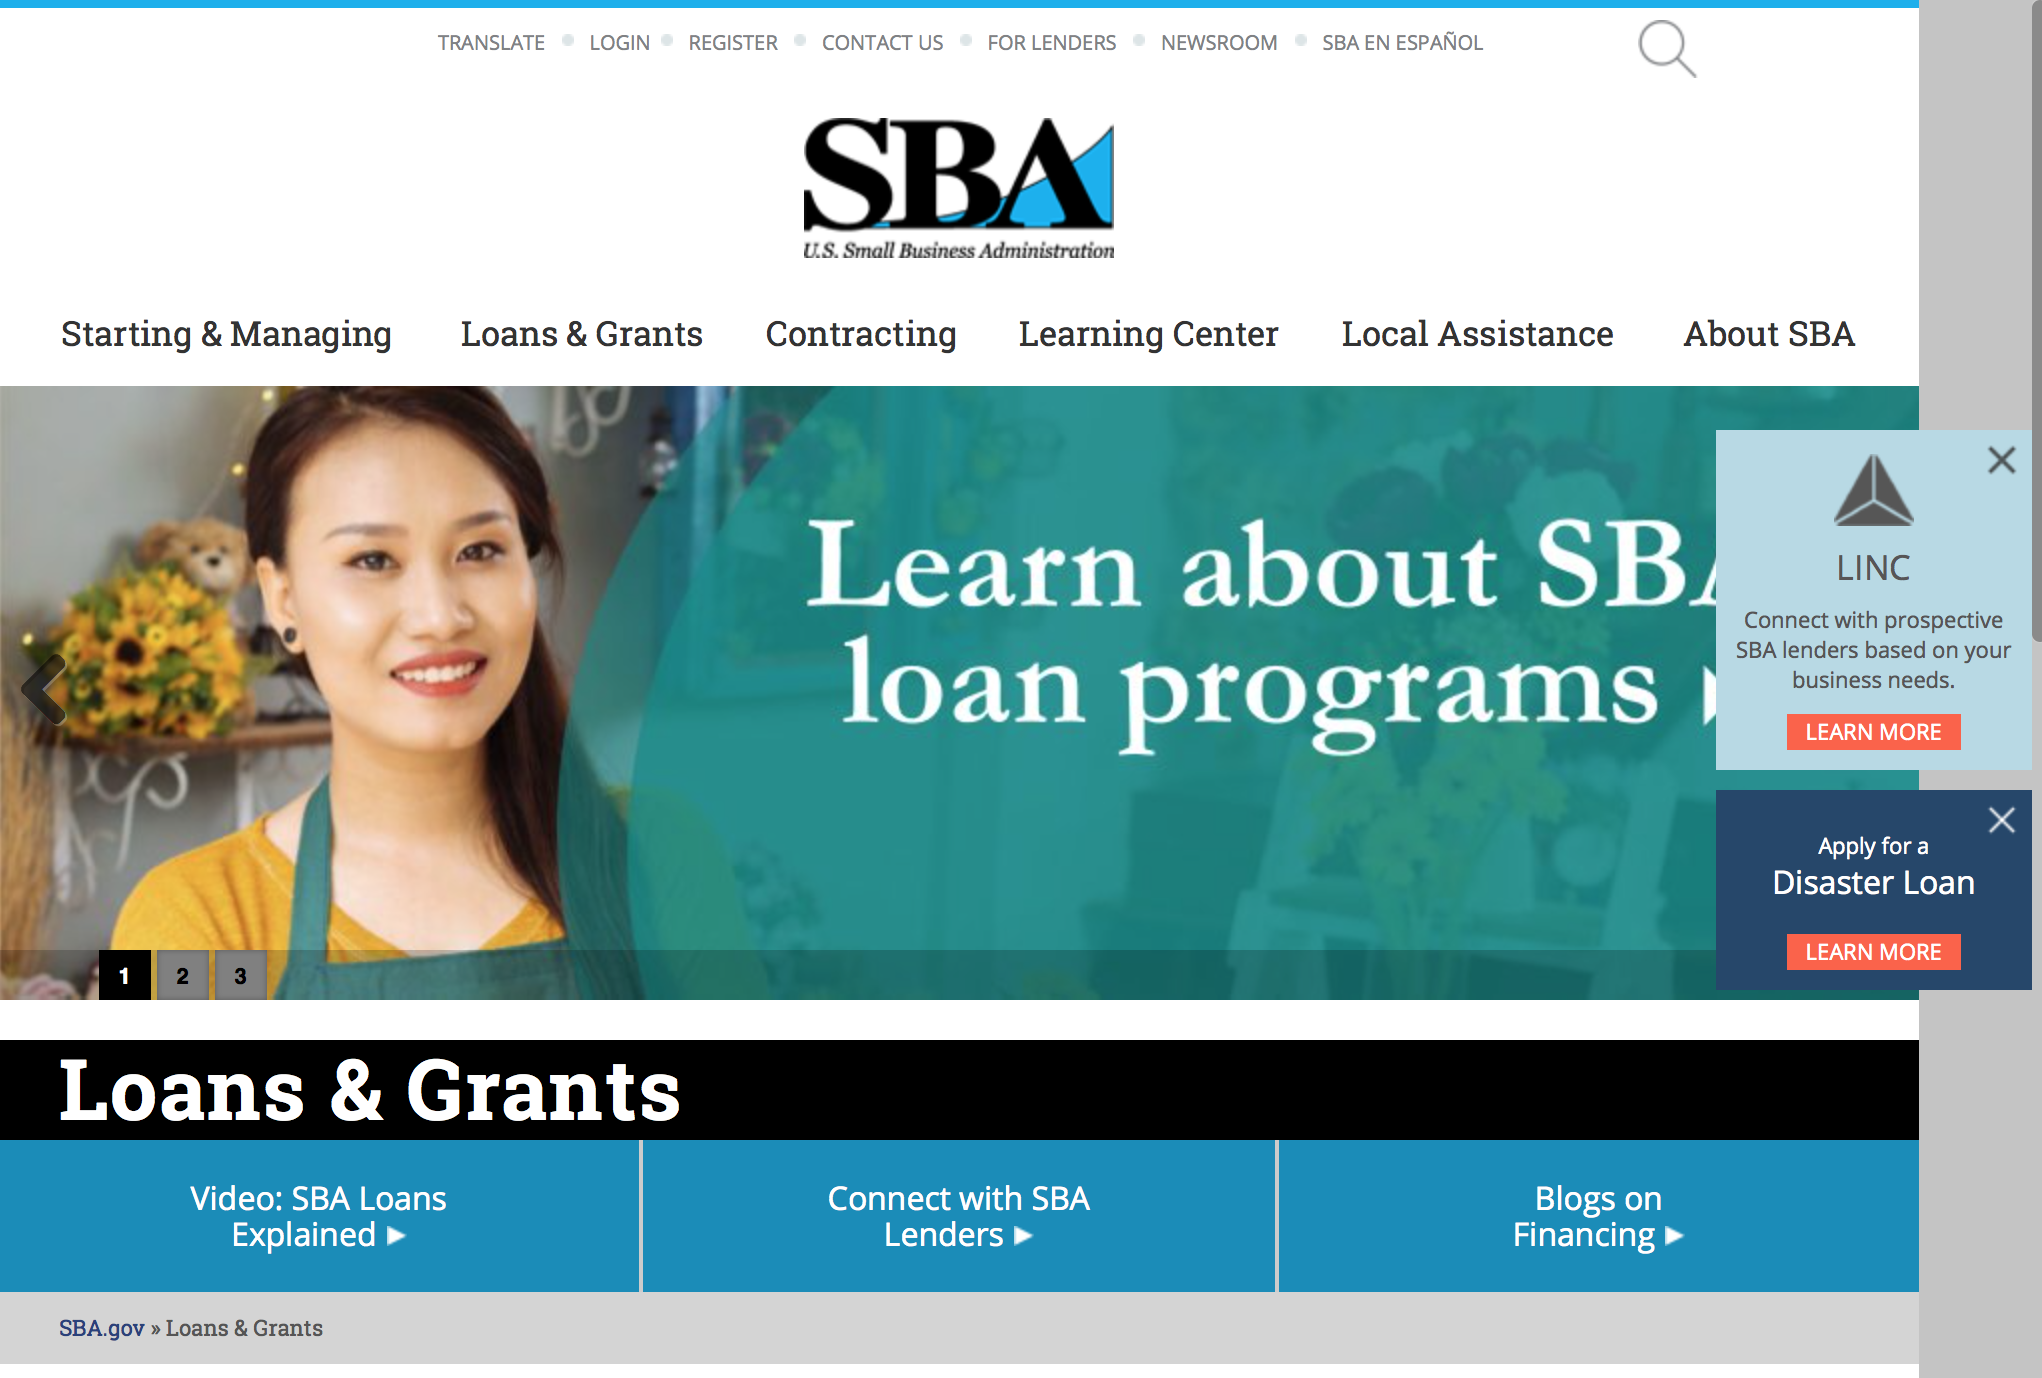 TRANSLATE LOGIN REGISTER CONTACT US FOR LENDERS NEWSROOM SBA EN ESPAÑOL
SBA
U.S. Small Business Administration
Starting & Managing Loans & Grants Contracting Learning Center Local Assistance About SBA
Learn about SBA
loan programs
LINC
Connect with prospective
SBA lenders based on your
business needs.
LEARN MORE
Apply for a
Disaster Loan
LEARN MORE
1 2 3
Loans & Grants
Video: SBA Loans
Explained
Connect with SBA
Lenders
Blogs on
Financing
SBA.gov » Loans & Grants